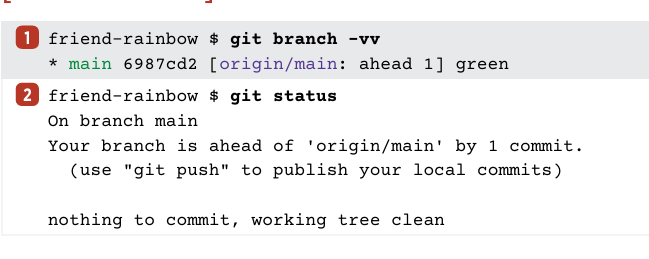 1 friend-rainbow $ git branch -vv
* main 6987cd2 [origin/main: ahead 1] green
2 friend-rainbow $ git status
On branch main
Your branch is ahead of 'origin/main' by 1 commit.
(use "git push" to publish your local commits)
nothing to commit, working tree clean